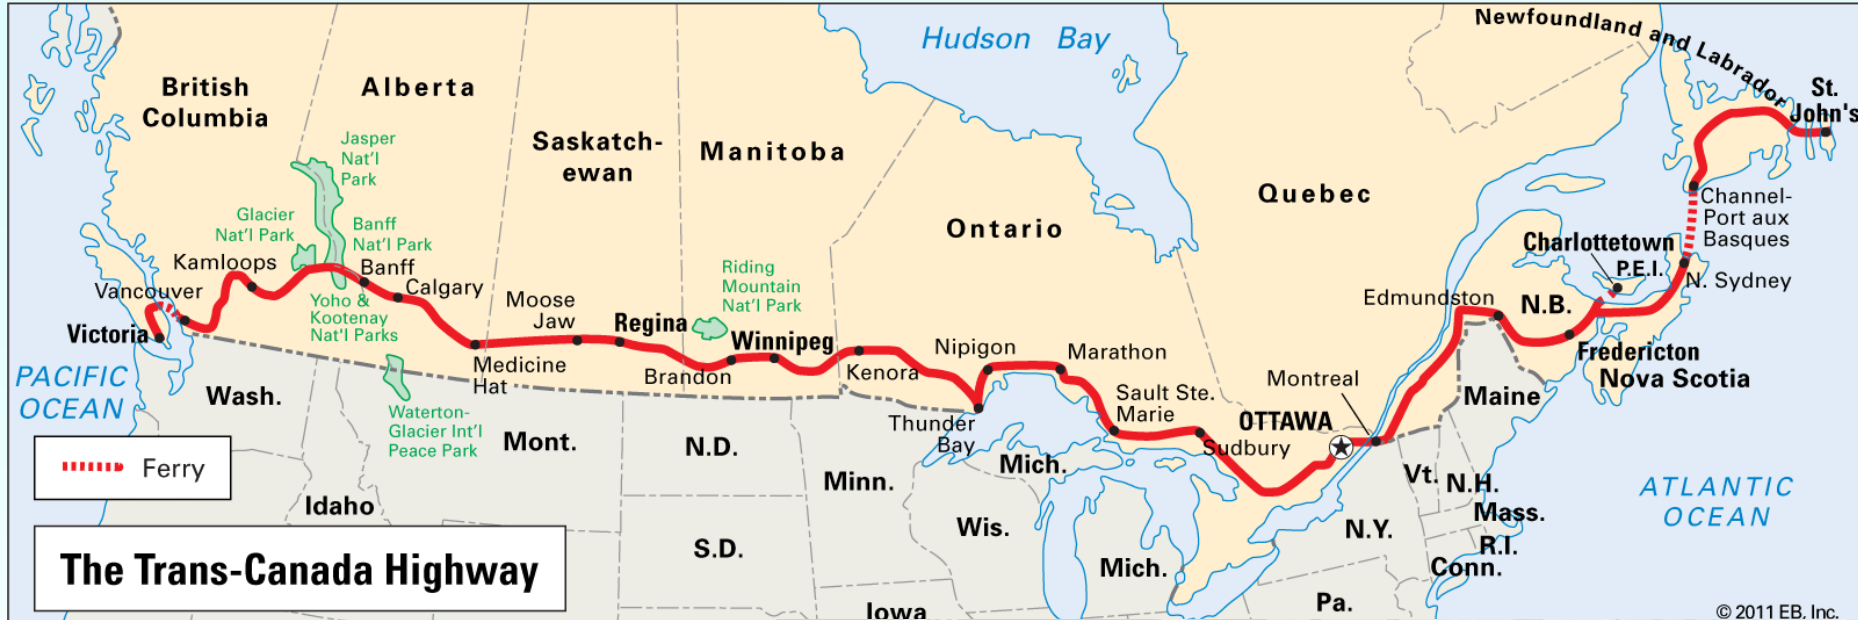 Newfoundland and Labrador
Hudson Bay
British
Columbia
Alberta
St.
John's
Jasper
Nat'l
Park
Saskatch-
ewan
Manitoba
Quebec
Channel-
Port aux
Basques
Glacier
Nat'l Park
Banff
Nat'l Park
Ontario
Charlottetown
P.E.I.
Kamloops
Banff
Calgary
Riding
Mountain
Nat'l Park
N. Sydney
Vancouver
Yoho &
Kootenay
Nat'l Parks
Moose
Jaw
Regina
Edmundston
N.B.
Victoria
Winnipeg
Nipigon
Marathon
Fredericton
Nova Scotia
PACIFIC
OCEAN
Wash.
Medicine
Hat
Brandon
Kenora
Sault Ste.
Marie
Montreal
Maine
Waterton-
Glacier Int'l
Peace Park
Thunder
Bay
OTTAWA
Sudbury
Mont.
N.D.
Mich.
Minn.
Vt.
N.H.
Mass.
ATLANTIC
OCEAN
Ferry
Idaho
Wis.
N.Y.
R.I.
Conn.
S.D.
Mich.
The Trans-Canada Highway
Iowa
Pa.
© 2011 EB, Inc.